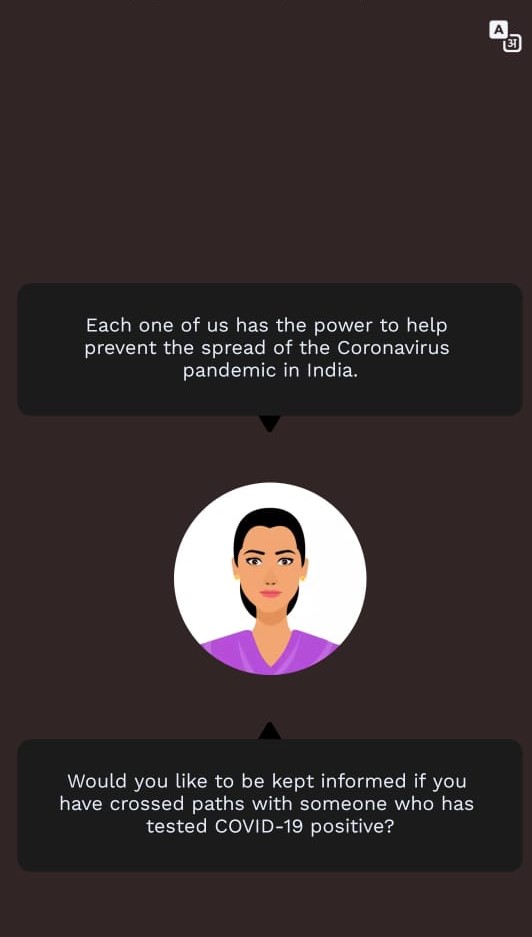 A
अ
Each one of us has the power to help
prevent the spread of the Coronavirus
pandemic in India.
Would you like to be kept informed if you
have crossed paths with someone who has
tested COVID-19 positive?